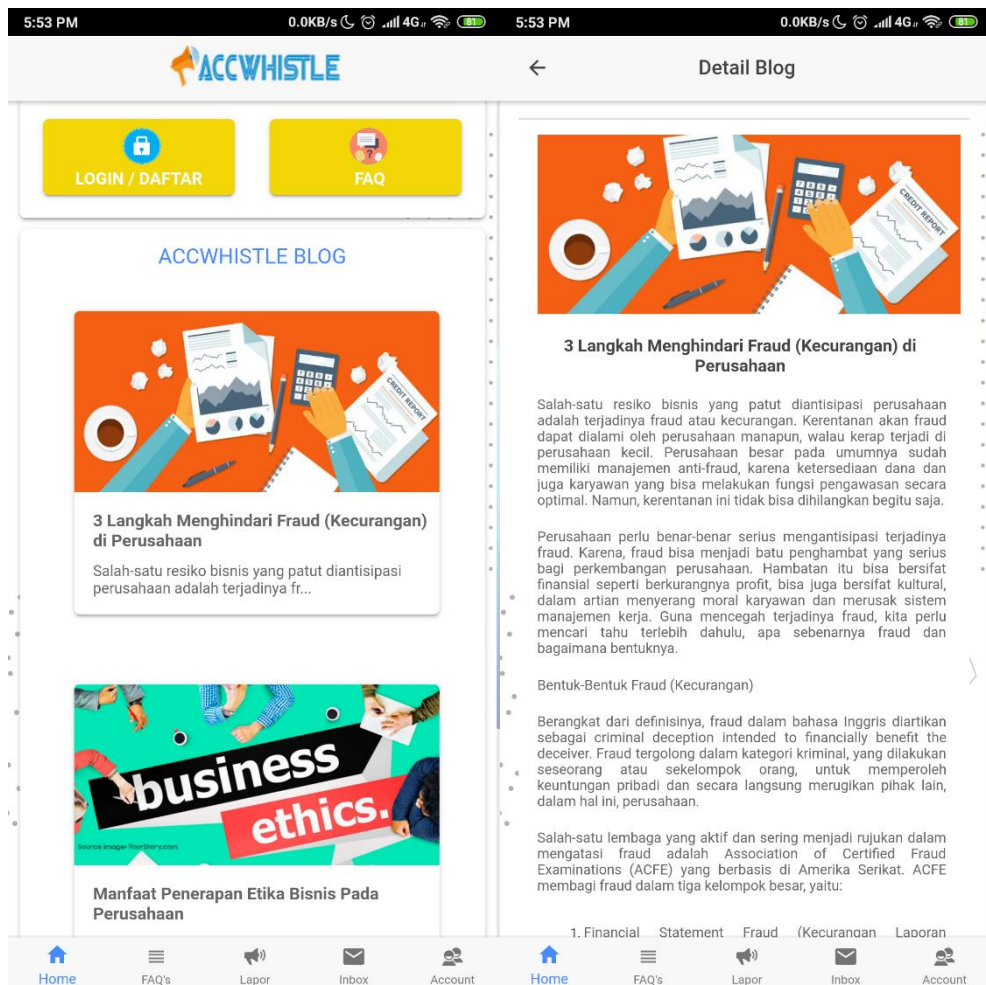 5:53 PM
0.0KB/s
4G
81
ACCWHISTLE
LOGIN / DAFTAR
FAQ
ACCWHISTLE BLOG
CREDIT REPORT
3 Langkah Menghindari Fraud (Kecurangan)
di Perusahaan
Salah-satu resiko bisnis yang patut diantisipasi
perusahaan adalah terjadinya fr...
business
ethics.
Source Image: YourStory.com
Manfaat Penerapan Etika Bisnis Pada
Perusahaan
Home
FAQ's
Lapor
Inbox
Account
5:53 PM
0.0KB/s
4G
81
Detail Blog
CREDIT REPORT
3 Langkah Menghindari Fraud (Kecurangan) di
Perusahaan
Salah-satu resiko bisnis yang patut diantisipasi perusahaan
adalah terjadinya fraud atau kecurangan. Kerentanan akan fraud
dapat dialami oleh perusahaan manapun, walau kerap terjadi di
perusahaan kecil. Perusahaan besar pada umumnya sudah
memiliki manajemen anti-fraud, karena ketersediaan dana dan
juga karyawan yang bisa melakukan fungsi pengawasan secara
optimal. Namun, kerentanan ini tidak bisa dihilangkan begitu saja.
Perusahaan perlu benar-benar serius mengantisipasi terjadinya
fraud. Karena, fraud bisa menjadi batu penghambat yang serius
bagi perkembangan perusahaan. Hambatan itu bisa bersifat
finansial seperti berkurangnya profit, bisa juga bersifat kultural,
dalam artian menyerang moral karyawan dan merusak sistem
manajemen kerja. Guna mencegah terjadinya fraud, kita perlu
mencari tahu terlebih dahulu, apa sebenarnya fraud dan
bagaimana bentuknya.
Bentuk-Bentuk Fraud (Kecurangan)
Berangkat dari definisinya, fraud dalam bahasa Inggris diartikan
sebagai criminal deception intended to financially benefit the
deceiver. Fraud tergolong dalam kategori kriminal, yang dilakukan
seseorang atau sekelompok orang, untuk memperoleh
keuntungan pribadi dan secara langsung merugikan pihak lain,
dalam hal ini, perusahaan.
Salah-satu lembaga yang aktif dan sering menjadi rujukan dalam
mengatasi fraud adalah Association of Certified Fraud
Examinations (ACFE) yang berbasis di Amerika Serikat. ACFE
membagi fraud dalam tiga kelompok besar, yaitu:
1. Financial Statement Fraud (Kecurangan Laporan
Home
FAQ's
Lapor
Inbox
Account